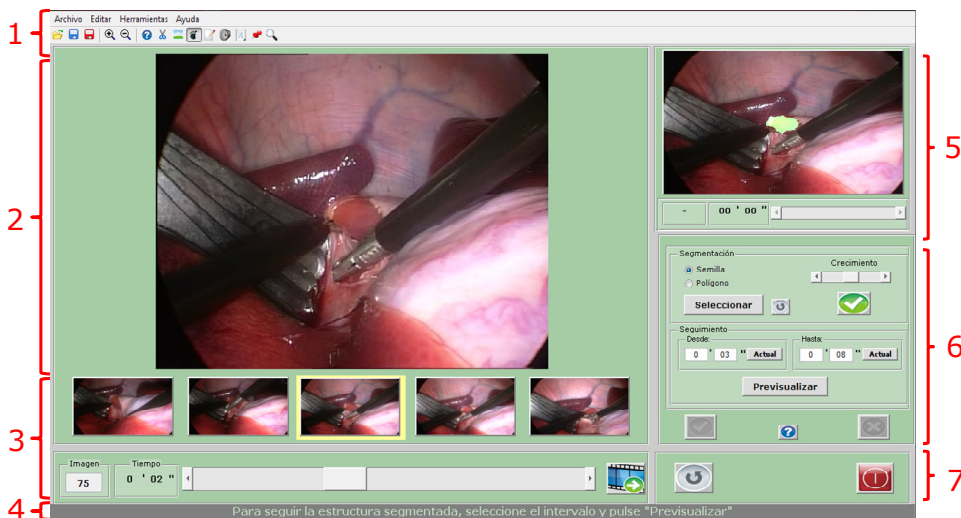 Archivo Editar Herramientas Ayuda
1
2
3
4
5
6
7
- 00 ' 00 "
Segmentación
Semilla
Polígono
Crecimiento
Seleccionar
Seguimiento
Desde:
0 ' 03 " Actual
Hasta:
0 ' 08 " Actual
Previsualizar
Imagen
75
Tiempo
0 ' 02 "
Para seguir la estructura segmentada, seleccione el intervalo y pulse "Previsualizar"